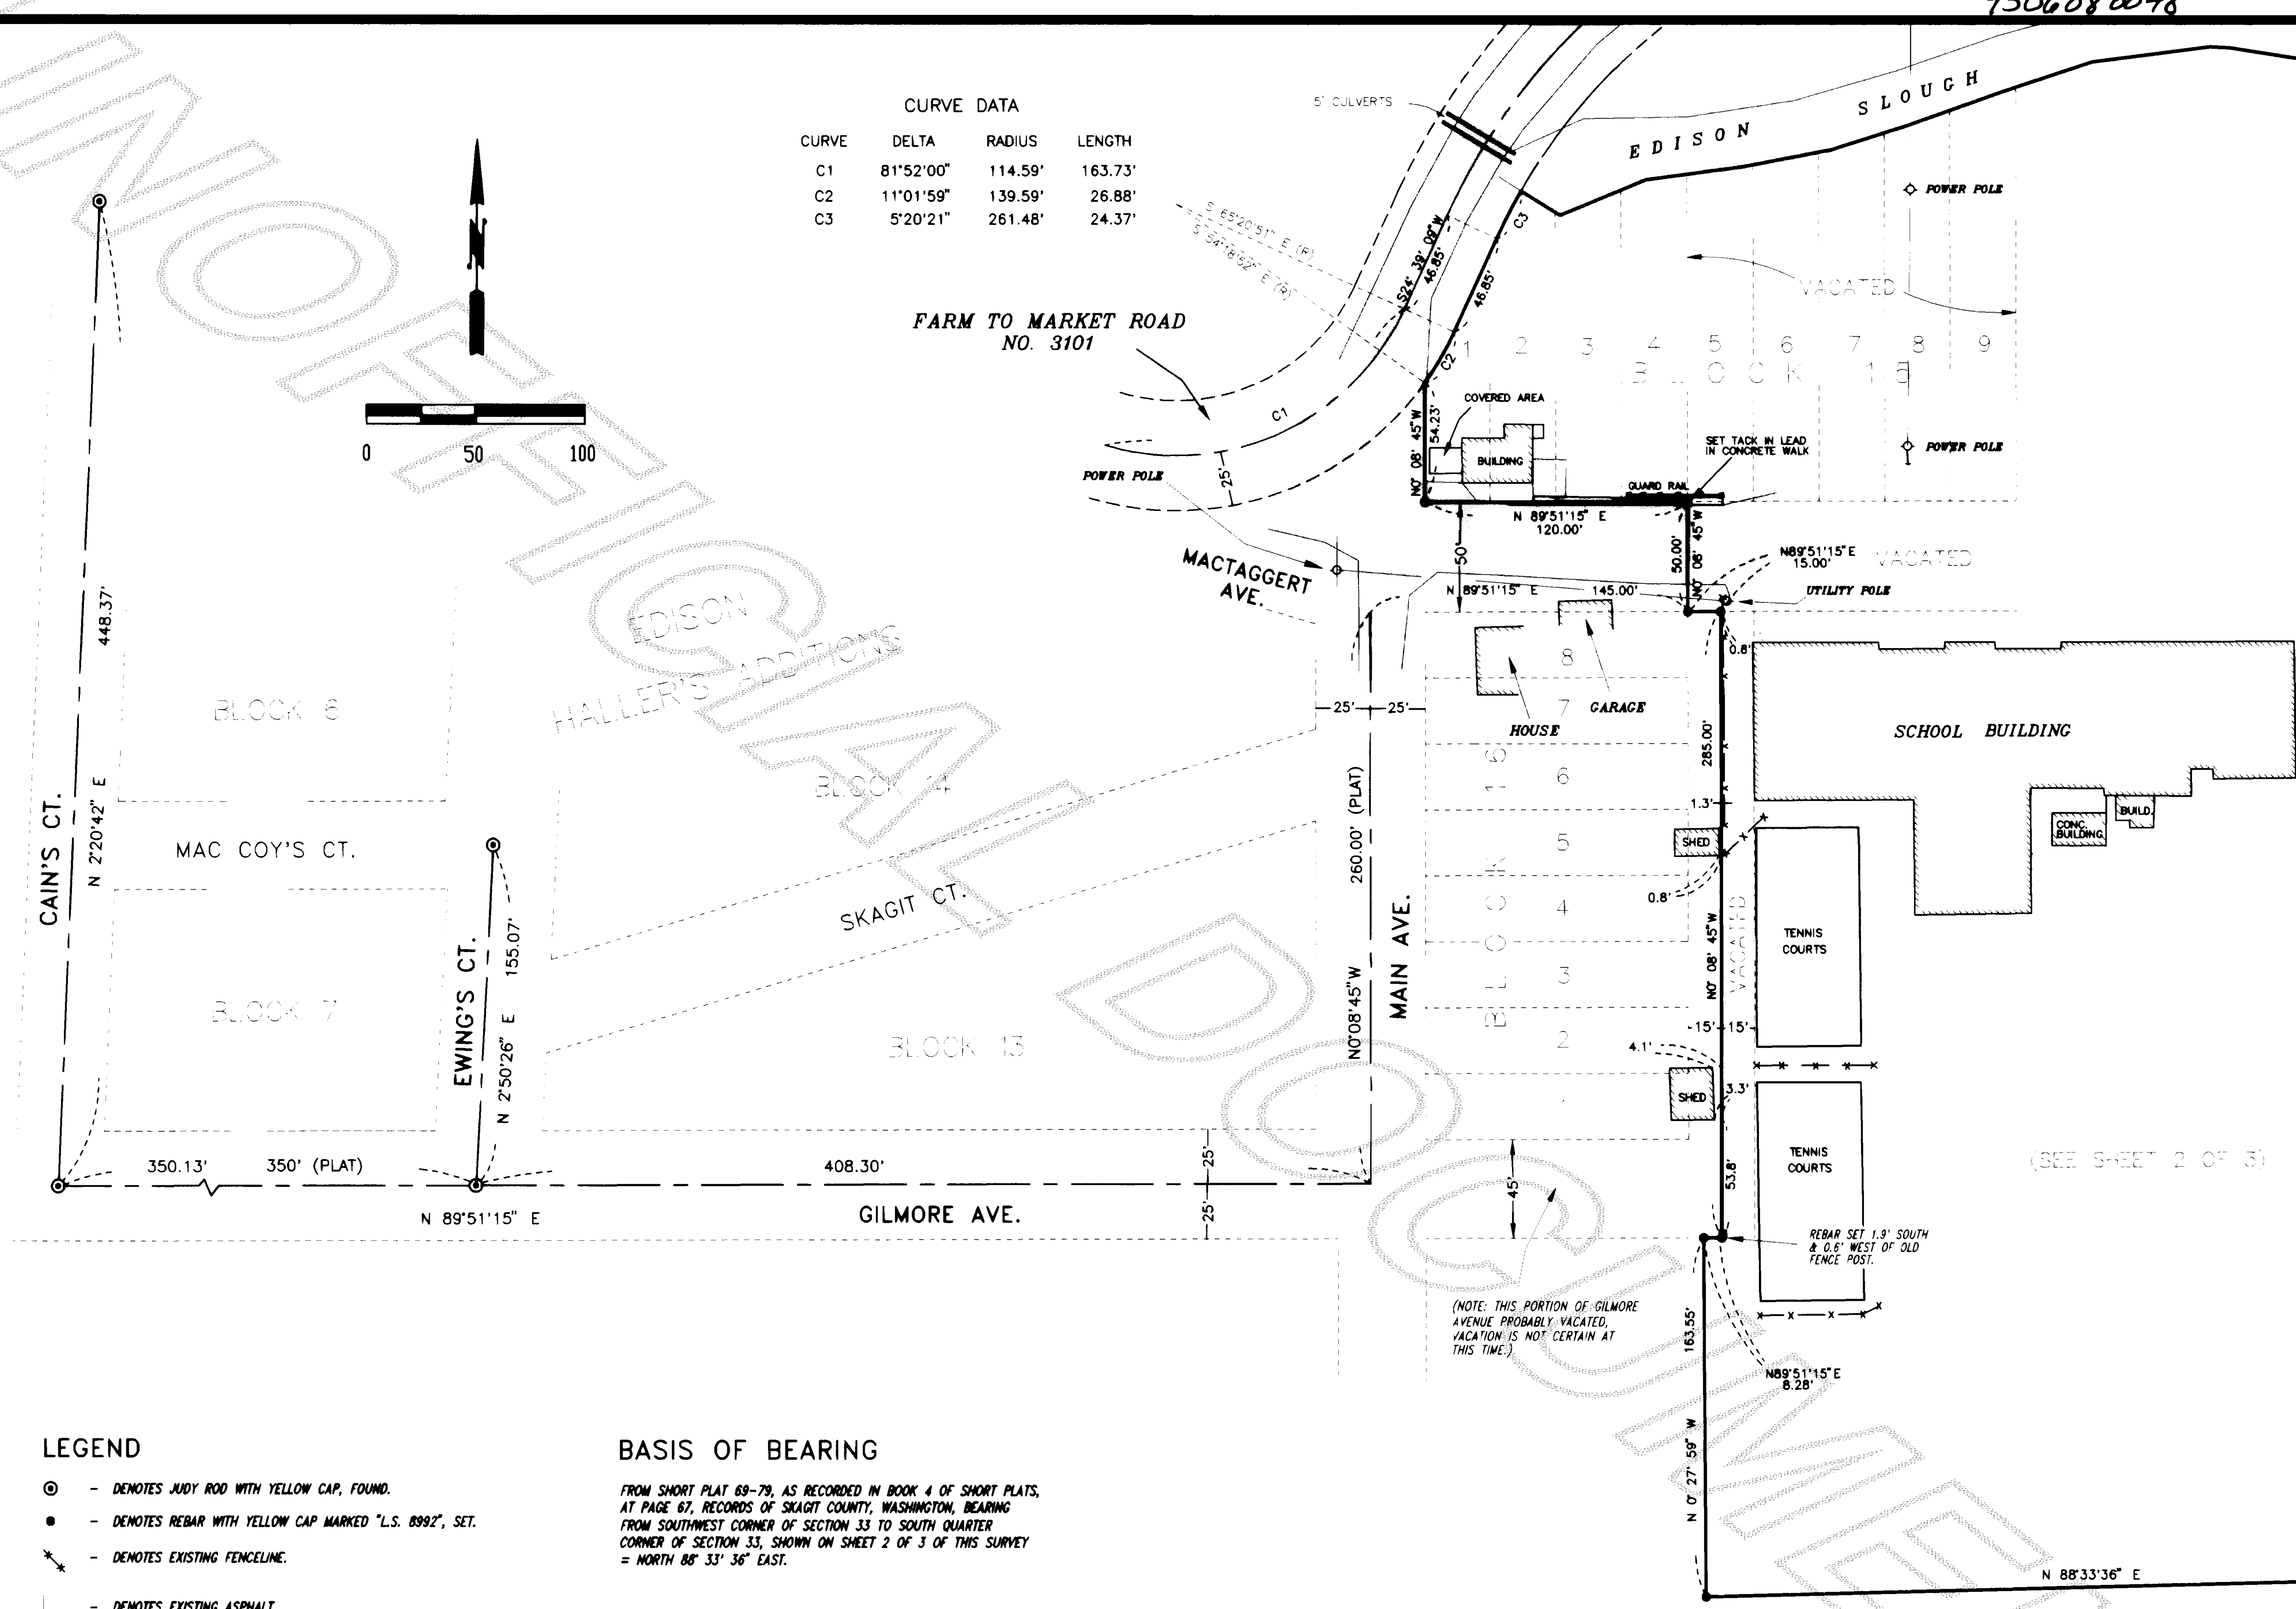 CURVE DATA
CURVE DELTA RADIUS LENGTH
C1 81°52'00" 114.59' 163.73'
C2 11°01'59" 139.59' 26.88'
C3 5°20'21" 261.48' 24.37'
5' CULVERTS
EDISON SLOUGH
POWER POLE
S 65°20'51" E (R)
S 54°18'52" E (R)
S24° 39' 09"W
46.85'
46.85'
C3
C2
C1
VACATED
FARM TO MARKET ROAD
NO. 3101
1 2 3 4 5 6 7 8 9
BLOCK 15
COVERED AREA
BUILDING
N0° 08' 45"W
54.23'
SET TACK IN LEAD
IN CONCRETE WALK
POWER POLE
GUARD RAIL
0 50 100
POWER POLE
25'
N 89°51'15" E
120.00'
50'
50.00'
N0° 08' 45"W
N89°51'15"E
15.00'
VACATED
MACTAGGERT
AVE.
N 89°51'15" E 145.00'
UTILITY POLE
448.37'
N 2°20'42" E
CAIN'S CT.
EDISON
HALLER'S ADDITIONS
BLOCK 6
BLOCK 14
MAC COY'S CT.
SKAGIT CT.
BLOCK 7
BLOCK 13
EWING'S CT.
155.07'
N 2°50'26" E
25' 25'
260.00' (PLAT)
N0°08'45"W
MAIN AVE.
BLOCK 16
8
7
6
5
4
3
2
1
HOUSE
GARAGE
0.8'
285.00'
SCHOOL BUILDING
1.3'
SHED
CONC.
BUILDING
BUILD.
0.8'
N0° 08' 45"W
VACATED
TENNIS
COURTS
15' 15'
4.1'
3.3'
SHED
53.8'
TENNIS
COURTS
(SEE SHEET 2 OF 3)
350.13' 350' (PLAT)
408.30'
25'
25'
45'
N 89°51'15" E
GILMORE AVE.
REBAR SET 1.9' SOUTH
& 0.6' WEST OF OLD
FENCE POST.
(NOTE: THIS PORTION OF GILMORE
AVENUE PROBABLY VACATED,
VACATION IS NOT CERTAIN AT
THIS TIME.)
163.55'
N 0° 27' 59" W
N89°51'15"E
8.28'
N 88°33'36" E
LEGEND
- DENOTES JUDY ROD WITH YELLOW CAP, FOUND.
- DENOTES REBAR WITH YELLOW CAP MARKED "L.S. 8992", SET.
- DENOTES EXISTING FENCELINE.
- DENOTES EXISTING ASPHALT
BASIS OF BEARING
FROM SHORT PLAT 69-79, AS RECORDED IN BOOK 4 OF SHORT PLATS,
AT PAGE 67, RECORDS OF SKAGIT COUNTY, WASHINGTON, BEARING
FROM SOUTHWEST CORNER OF SECTION 33 TO SOUTH QUARTER
CORNER OF SECTION 33, SHOWN ON SHEET 2 OF 3 OF THIS SURVEY
= NORTH 88° 33' 36" EAST.
UNOFFICIAL DOCUMENT